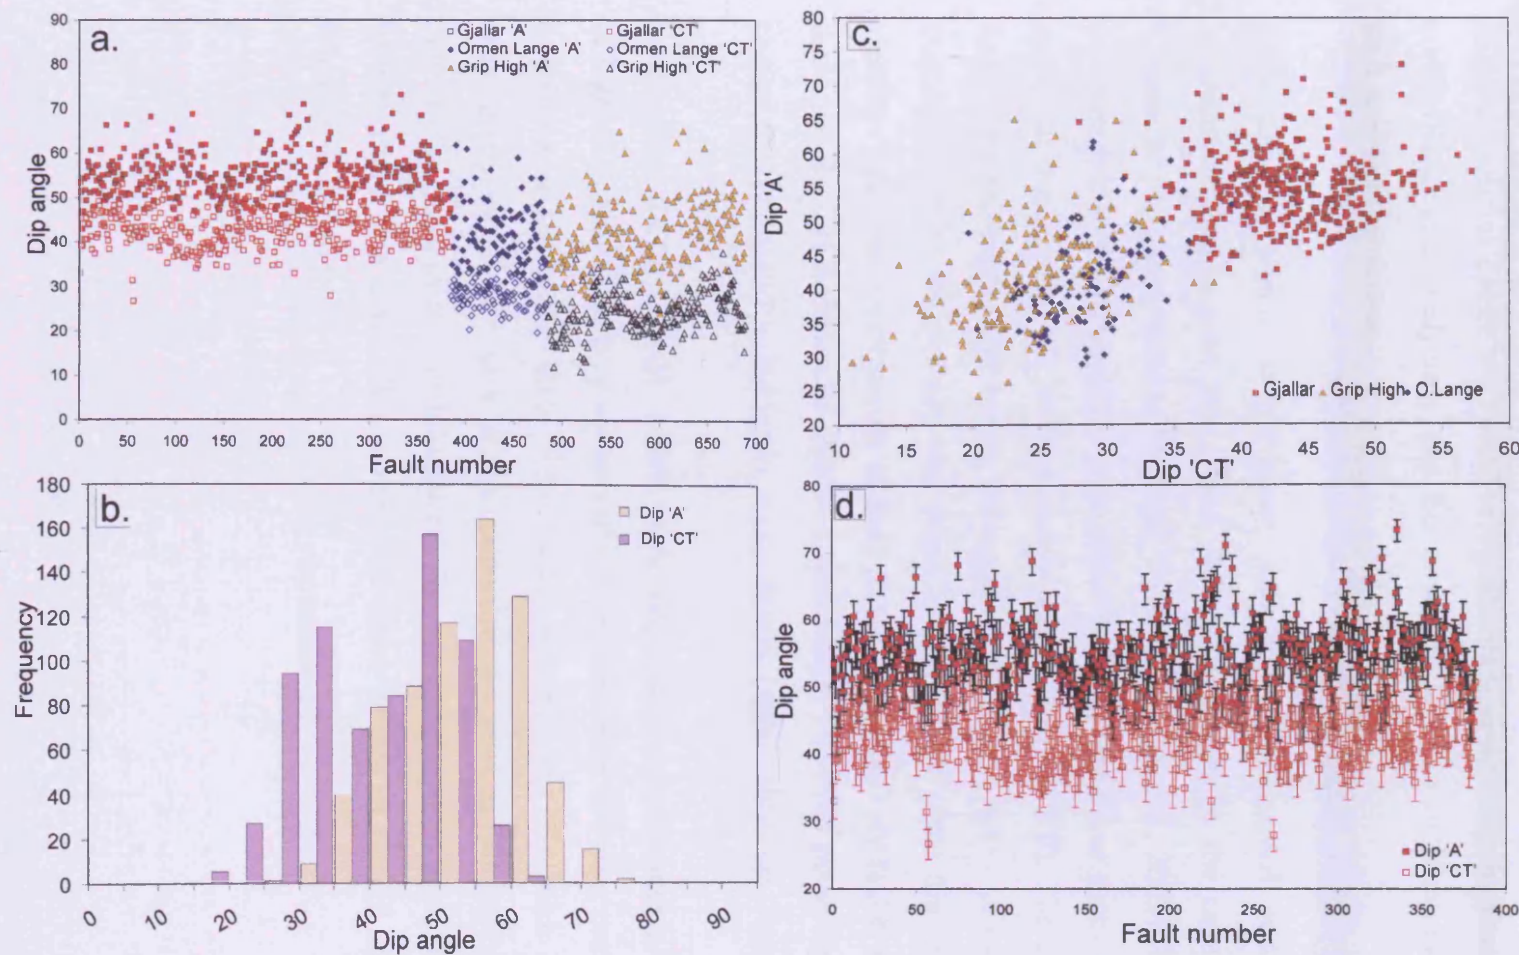 a.
Gjallar 'A' Gjallar 'CT'
Ormen Lange 'A' Ormen Lange 'CT'
Grip High 'A' Grip High 'CT'
90
80
70
60
50
40
30
20
10
0
Dip angle
0 50 100 150 200 250 300 350 400 450 500 550 600 650 700
Fault number
c.
80
75
70
65
60
55
50
45
40
35
30
25
20
Dip 'A'
Gjallar Grip High O.Lange
10 15 20 25 30 35 40 45 50 55 60
Dip 'CT'
b.
Dip 'A'
Dip 'CT'
180
160
140
120
100
80
60
40
20
0
Frequency
0 10 20 30 40 50 60 70 80 90
Dip angle
d.
80
70
60
50
40
30
20
Dip angle
Dip 'A'
Dip 'CT'
0 50 100 150 200 250 300 350 400
Fault number